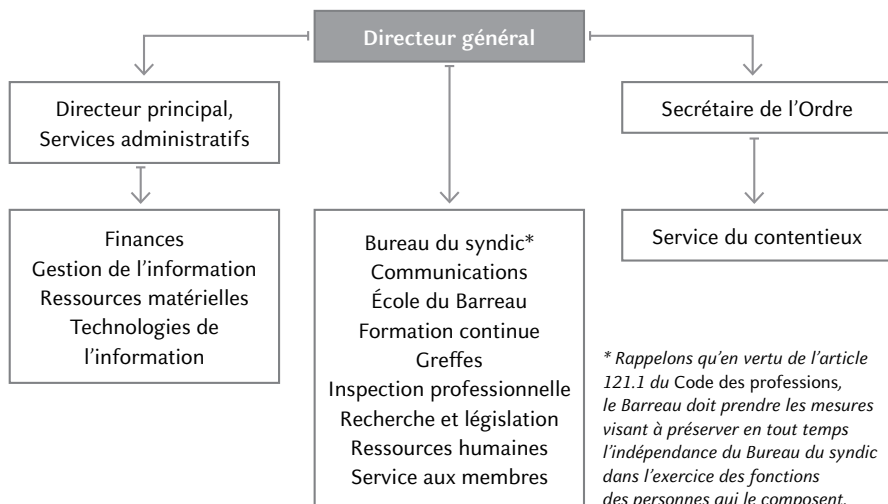 Directeur général
Directeur principal,
Services administratifs
Secrétaire de l'Ordre
Finances
Gestion de l'information
Ressources matérielles
Technologies de
l'information
Bureau du syndic*
Communications
École du Barreau
Formation continue
Greffes
Inspection professionnelle
Recherche et législation
Ressources humaines
Service aux membres
Service du contentieux
* Rappelons qu'en vertu de l'article
121.1 du Code des professions,
le Barreau doit prendre les mesures
visant à préserver en tout temps
l'indépendance du Bureau du syndic
dans l'exercice des fonctions
des personnes qui le composent.